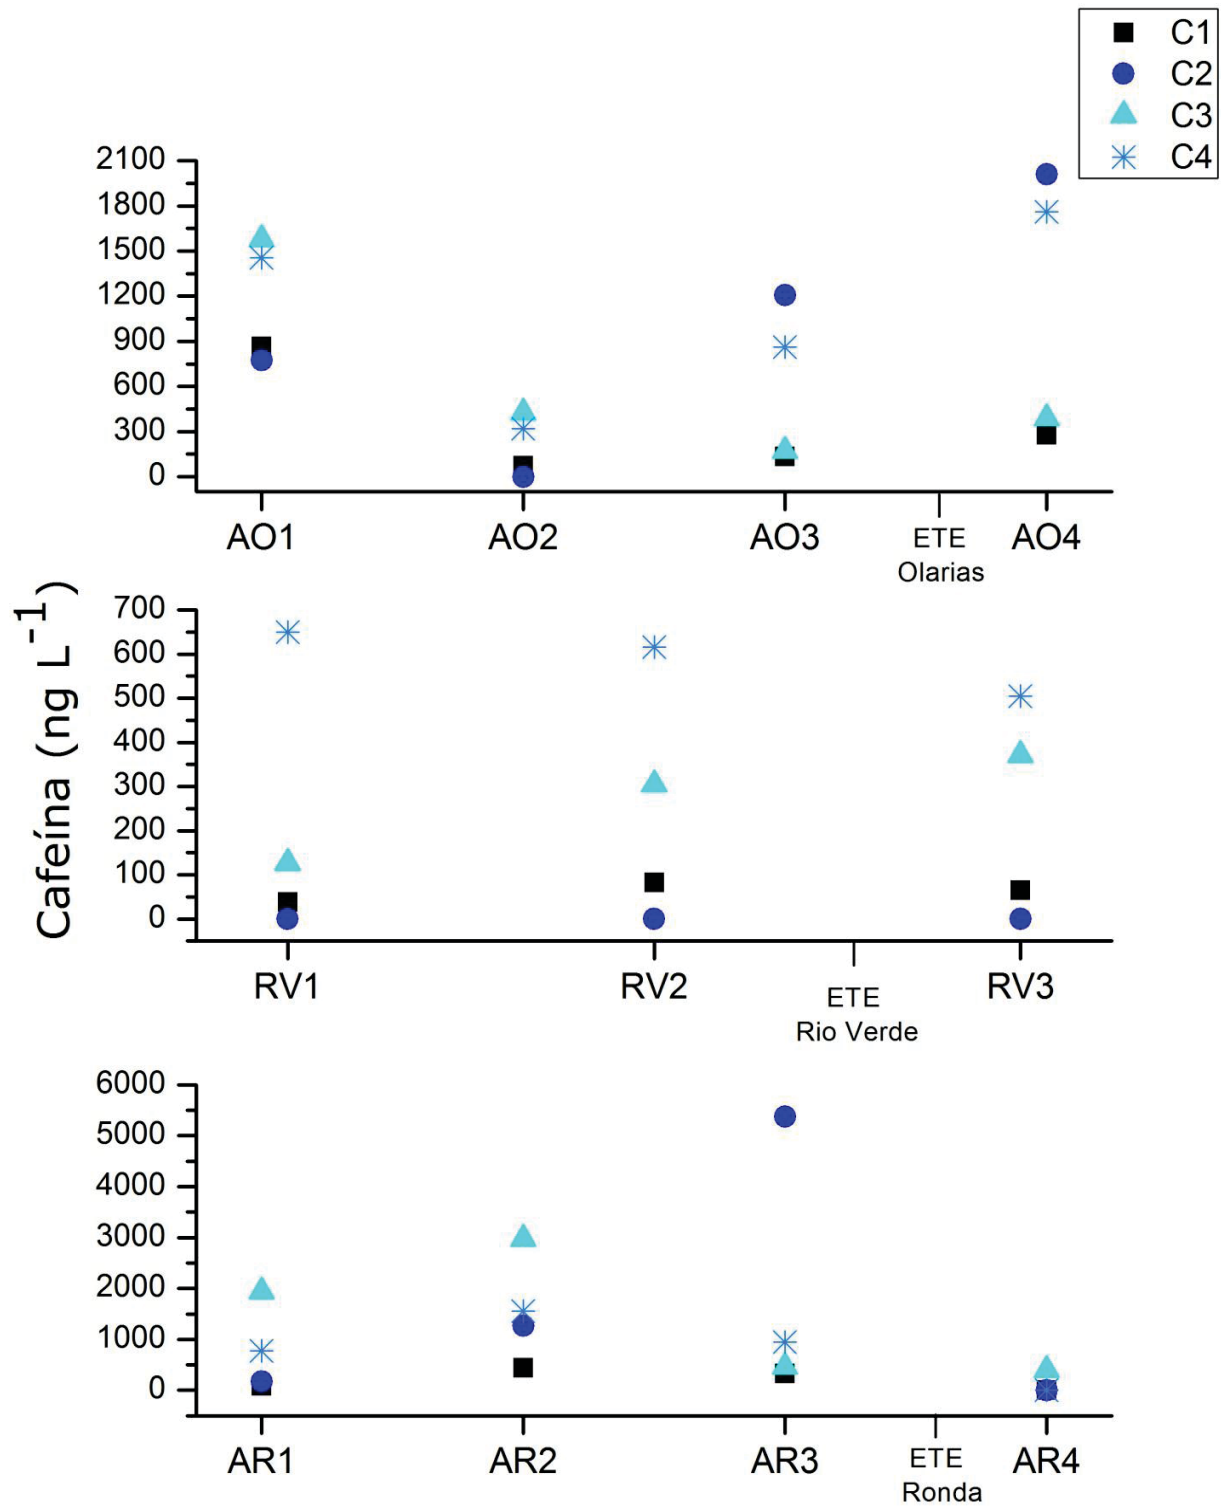 C1
C2
C3
C4
Cafeína (ng L-1)
2100
1800
1500
1200
900
600
300
0
AO1 AO2 AO3 ETE AO4
Olarias
700
600
500
400
300
200
100
0
RV1 RV2 ETE RV3
Rio Verde
6000
5000
4000
3000
2000
1000
0
AR1 AR2 AR3 ETE AR4
Ronda